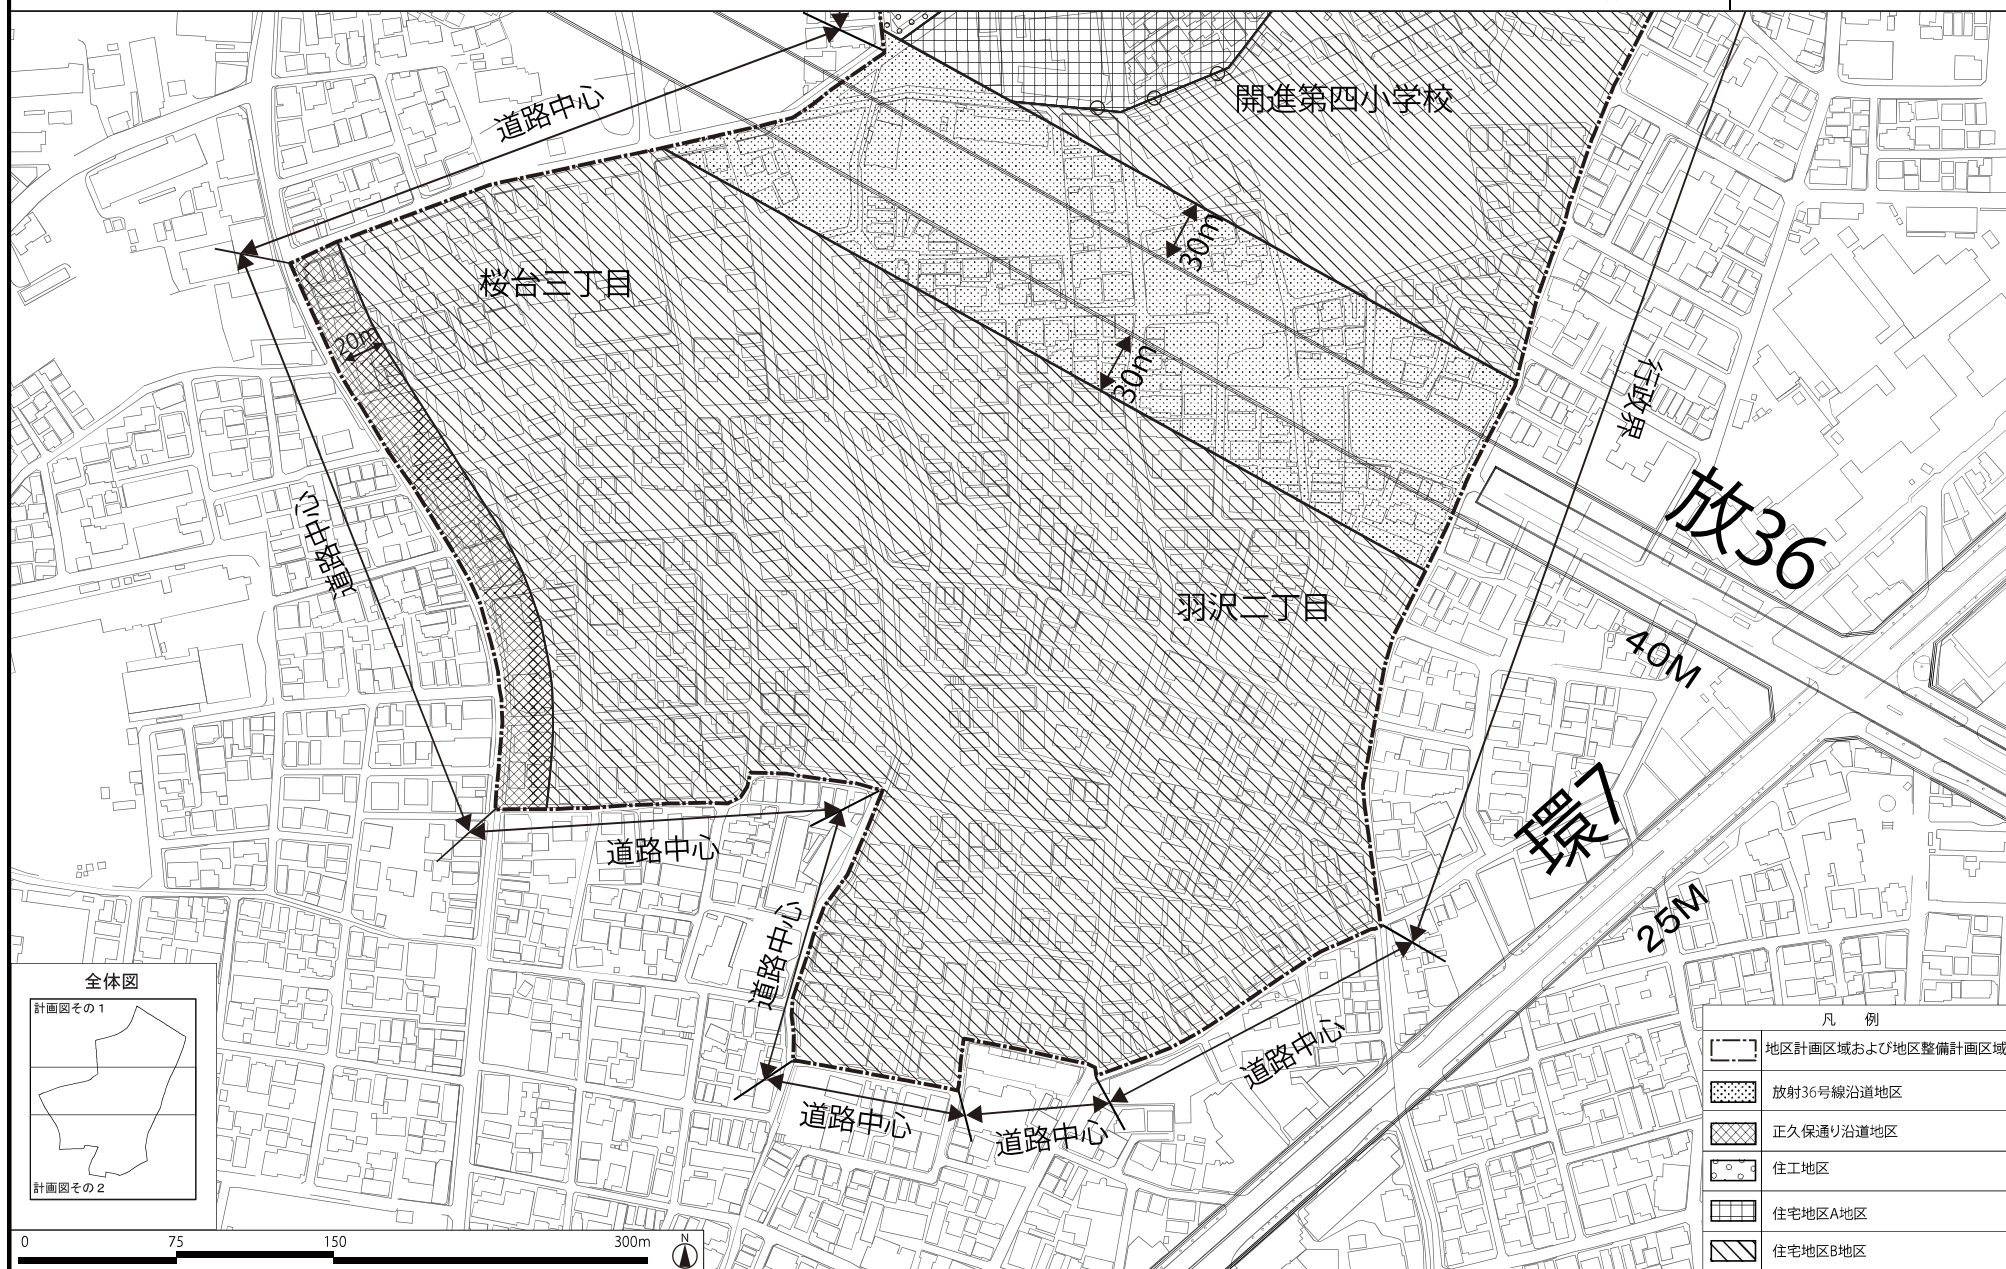 道路中心
開進第四小学校
30m
桜台三丁目
20m
30m
行政界
放36
道路中心
羽沢二丁目
40M
環7
道路中心
25M
道路中心
道路中心
道路中心
道路中心
全体図
計画図その1
計画図その2
0 75 150 300m
N
凡 例
地区計画区域および地区整備計画区域
放射36号線沿道地区
正久保通り沿道地区
住工地区
住宅地区A地区
住宅地区B地区